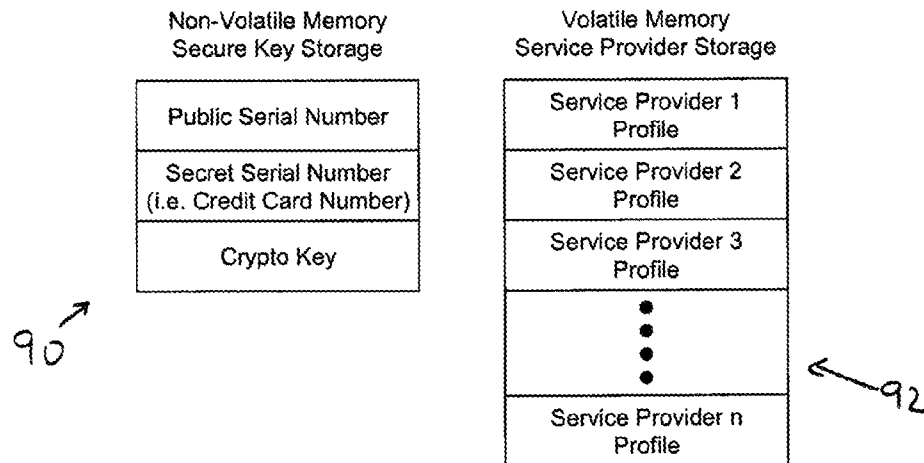 Non-Volatile Memory
Secure Key Storage
Public Serial Number
Secret Serial Number
(i.e. Credit Card Number)
Crypto Key
90
Volatile Memory
Service Provider Storage
Service Provider 1
Profile
Service Provider 2
Profile
Service Provider 3
Profile
Service Provider n
Profile
92